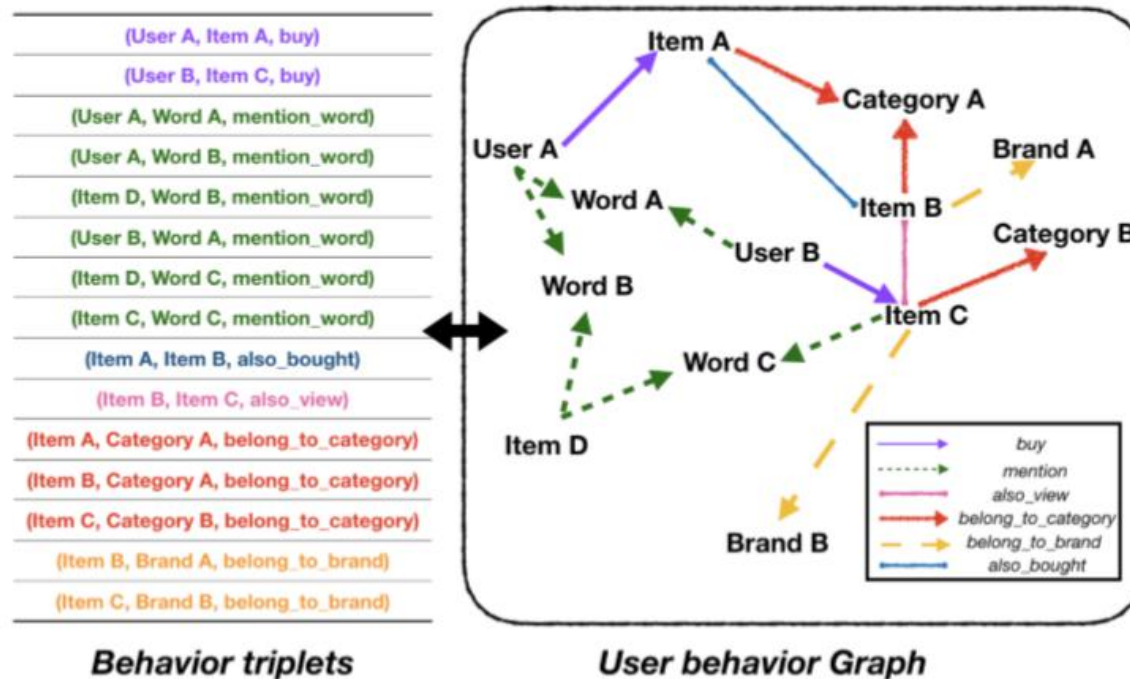 (User A, Item A, buy)
(User B, Item C, buy)
(User A, Word A, mention_word)
(User A, Word B, mention_word)
(Item D, Word B, mention_word)
(User B, Word A, mention_word)
(Item D, Word C, mention_word)
(Item C, Word C, mention_word)
(Item A, Item B, also_bought)
(Item B, Item C, also_view)
(Item A, Category A, belong_to_category)
(Item B, Category A, belong_to_category)
(Item C, Category B, belong_to_category)
(Item B, Brand A, belong_to_brand)
(Item C, Brand B, belong_to_brand)
Behavior triplets
Item A
Category A
User A
Brand A
Word A
Item B
Category B
User B
Word B
Item C
Word C
Item D
Brand B
buy
mention
also_view
belong_to_category
belong_to_brand
also_bought
User behavior Graph